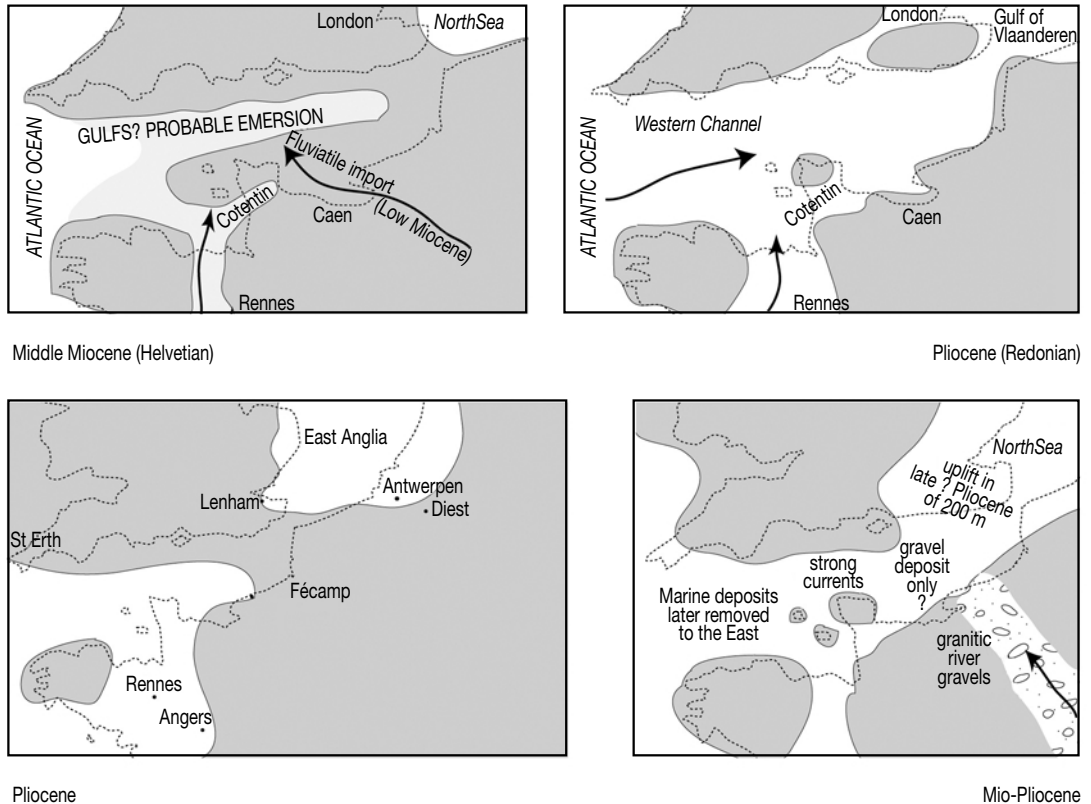 London
NorthSea
GULFS? PROBABLE EMERSION
ATLANTIC OCEAN
Fluviatile import
(Low Miocene)
Cotentin
Caen
Rennes
Middle Miocene (Helvetian)
London
Gulf of
Vlaanderen
Western Channel
ATLANTIC OCEAN
Cotentin
Caen
Rennes
Pliocene (Redonian)
East Anglia
Lenham
Antwerpen
Diest
St Erth
Fécamp
Rennes
Angers
Pliocene
NorthSea
uplift in
late ? Pliocene
of 200 m
strong
currents
gravel
deposit
only
?
Marine deposits
later removed
to the East
granitic
river
gravels
Mio-Pliocene